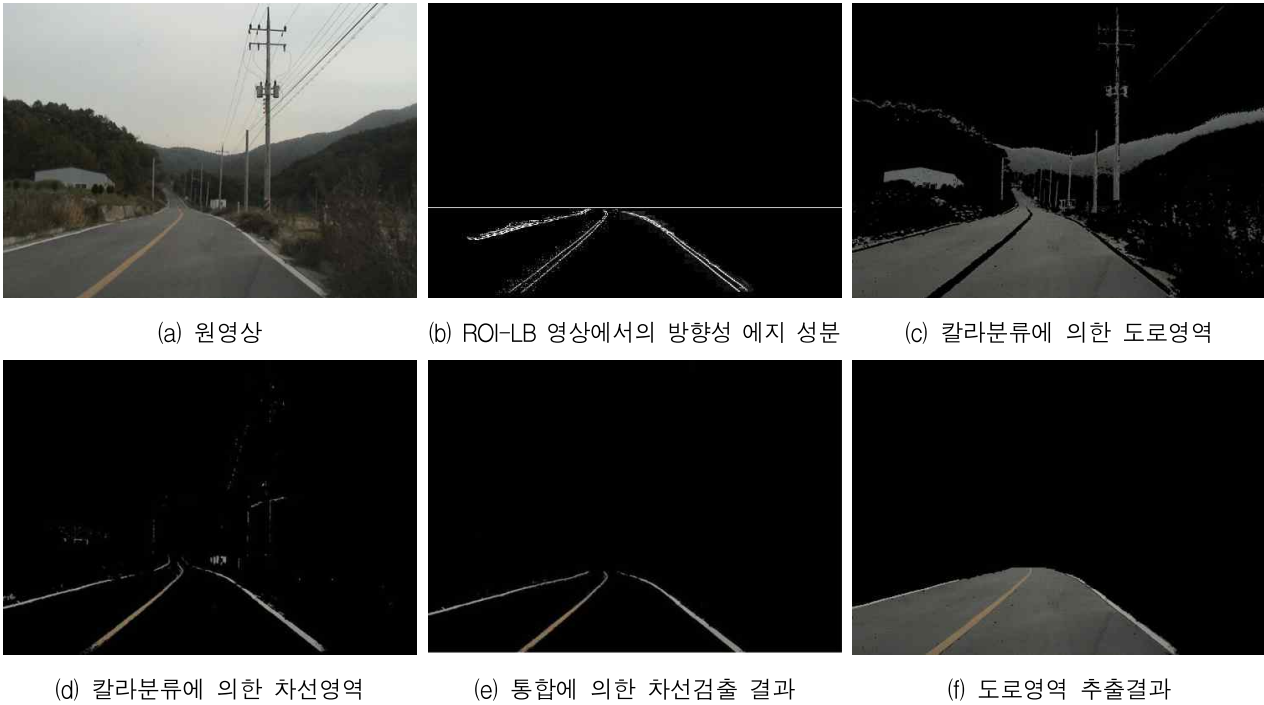 (a) 원영상
(b) ROI-LB 영상에서의 방향성 에지 성분
(c) 칼라분류에 의한 도로영역
(d) 칼라분류에 의한 차선영역
(e) 통합에 의한 차선검출 결과
(f) 도로영역 추출결과